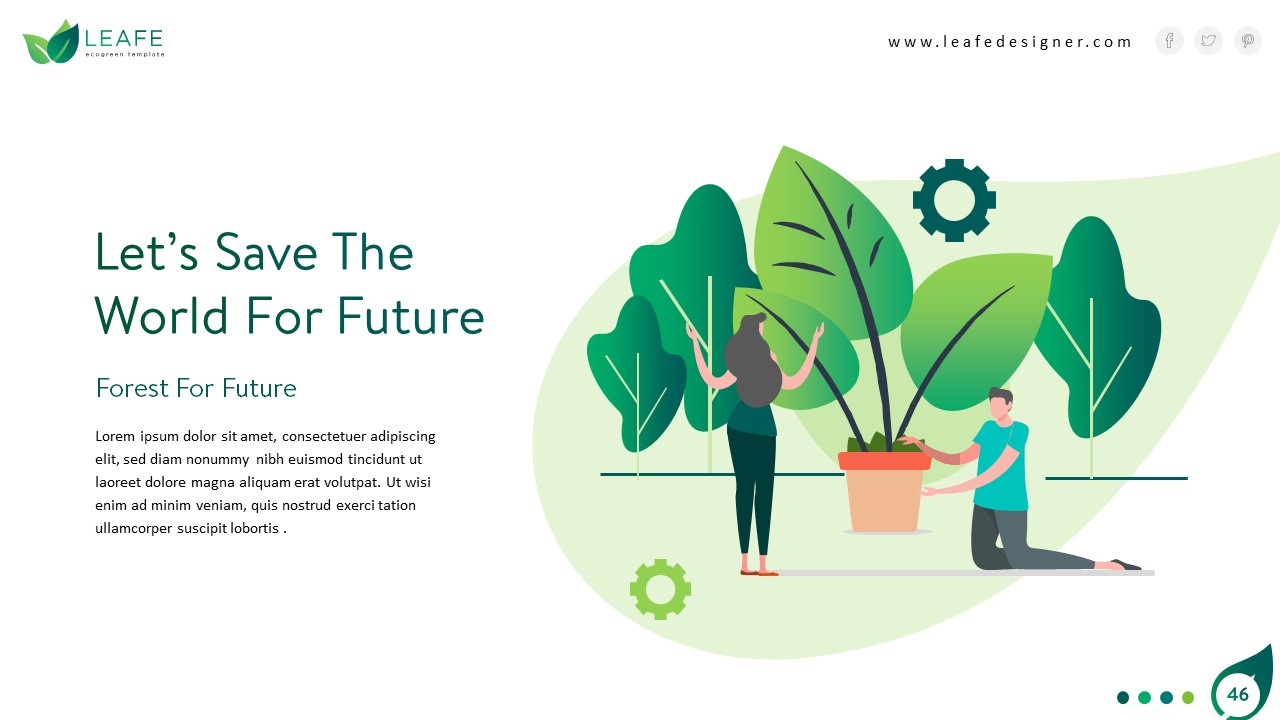 LEAFE
ecogreen template
www.leafedesigner.com
Let's Save The
World For Future
Forest For Future
Lorem ipsum dolor sit amet, consectetuer adipiscing
elit, sed diam nonummy nibh euismod tincidunt ut
laoreet dolore magna aliquam erat volutpat. Ut wisi
enim ad minim veniam, quis nostrud exerci tation
ullamcorper suscipit lobortis .
46